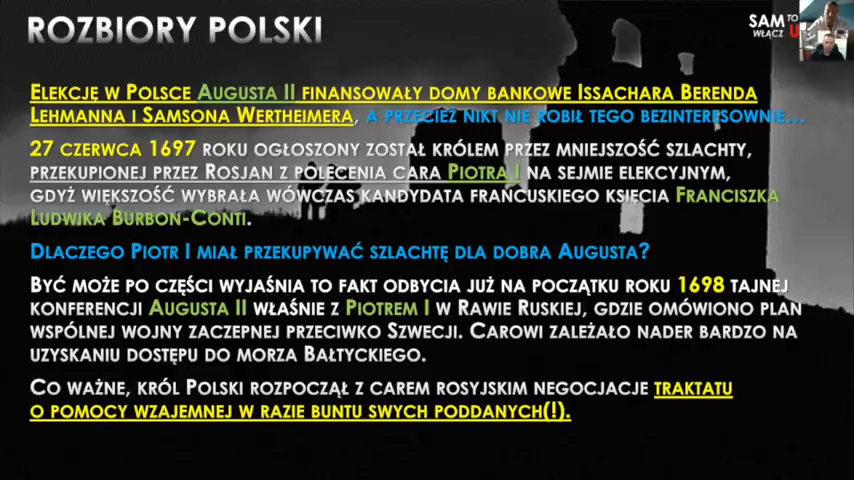 ROZBIORY POLSKI
SAM TO
WŁĄCZ
ELEKCJĘ W POLSCE AUGUSTA II FINANSOWAŁY DOMY BANKOWE ISSACHARA BERENDA
LEHMANNA I SAMSONA WERTHEIMERA, A PRZECIEŻ NIKT NIE ROBIŁ TEGO BEZINTERESOWNIE...
27 CZERWCA 1697 ROKU OGŁOSZONY ZOSTAŁ KRÓLEM PRZEZ MNIEJSZOŚĆ SZLACHTY,
PRZEKUPIONEJ PRZEZ ROSJAN Z POLECENIA CARA PIOTRA I NA SEJMIE ELEKCYJNYM,
GDYŻ WIĘKSZOŚĆ WYBRAŁA WÓWCZAS KANDYDATA FRANCUSKIEGO KSIĘCIA FRANCISZKA
LUDWIKA BURBON-CONTI.
DLACZEGO PIOTR I MIAŁ PRZEKUPYWAĆ SZLACHTĘ DLA DOBRA AUGUSTA?
BYĆ MOŻE PO CZĘŚCI WYJAŚNIA TO FAKT ODBYCIA JUŻ NA POCZĄTKU ROKU 1698 TAJNEJ
KONFERENCJI AUGUSTA II WŁAŚNIE Z PIOTREM I W RAWIE RUSKIEJ, GDZIE OMÓWIONO PLAN
WSPÓLNEJ WOJNY ZACZEPNEJ PRZECIWKO SZWECJI. CAROWI ZALEŻAŁO NADER BARDZO NA
UZYSKANIU DOSTĘPU DO MORZA BAŁTYCKIEGO.
CO WAŻNE, KRÓL POLSKI ROZPOCZĄŁ Z CAREM ROSYJSKIM NEGOCJACJE TRAKTATU
O POMOCY WZAJEMNEJ W RAZIE BUNTU SWYCH PODDANYCH(!).